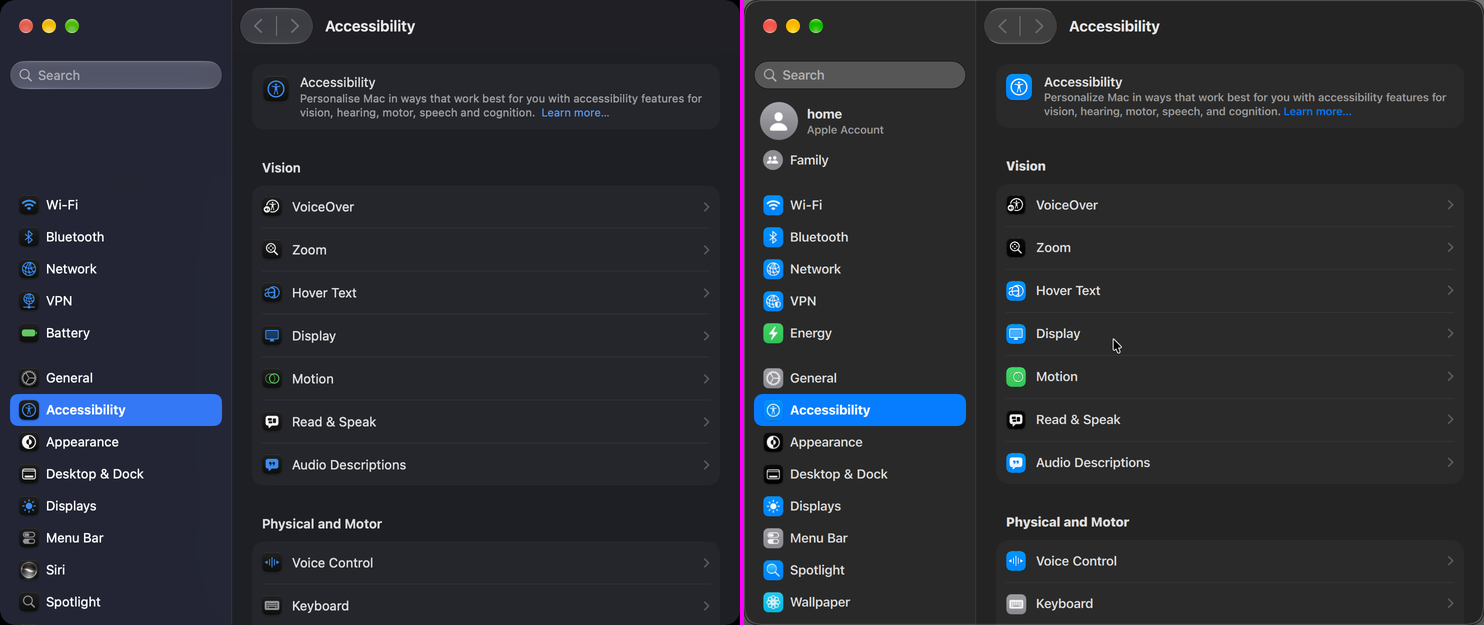 Accessibility
Search
Wi-Fi
Bluetooth
Network
VPN
Battery
General
Accessibility
Appearance
Desktop & Dock
Displays
Menu Bar
Siri
Spotlight
Accessibility
Personalise Mac in ways that work best for you with accessibility features for
vision, hearing, motor, speech and cognition. Learn more...
Vision
VoiceOver
Zoom
Hover Text
Display
Motion
Read & Speak
Audio Descriptions
Physical and Motor
Voice Control
Keyboard
Accessibility
Search
home
Apple Account
Family
Wi-Fi
Bluetooth
Network
VPN
Energy
General
Accessibility
Appearance
Desktop & Dock
Displays
Menu Bar
Spotlight
Wallpaper
Accessibility
Personalize Mac in ways that work best for you with accessibility features for
vision, hearing, motor, speech, and cognition. Learn more...
Vision
VoiceOver
Zoom
Hover Text
Display
Motion
Read & Speak
Audio Descriptions
Physical and Motor
Voice Control
Keyboard